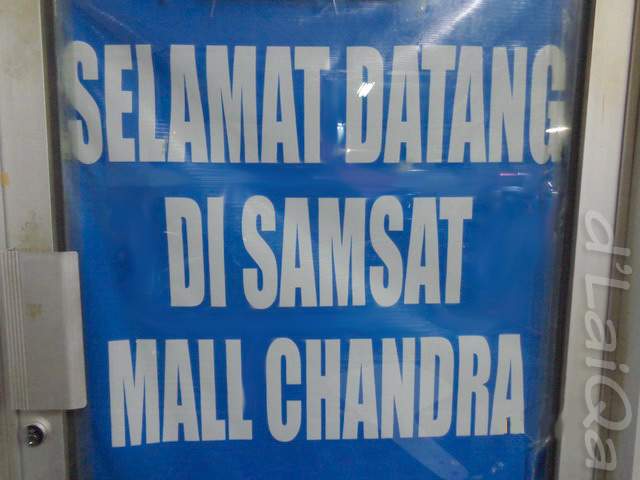 SELAMAT DATANG
DI SAMSAT
MALL CHANDRA
d'LaiQa